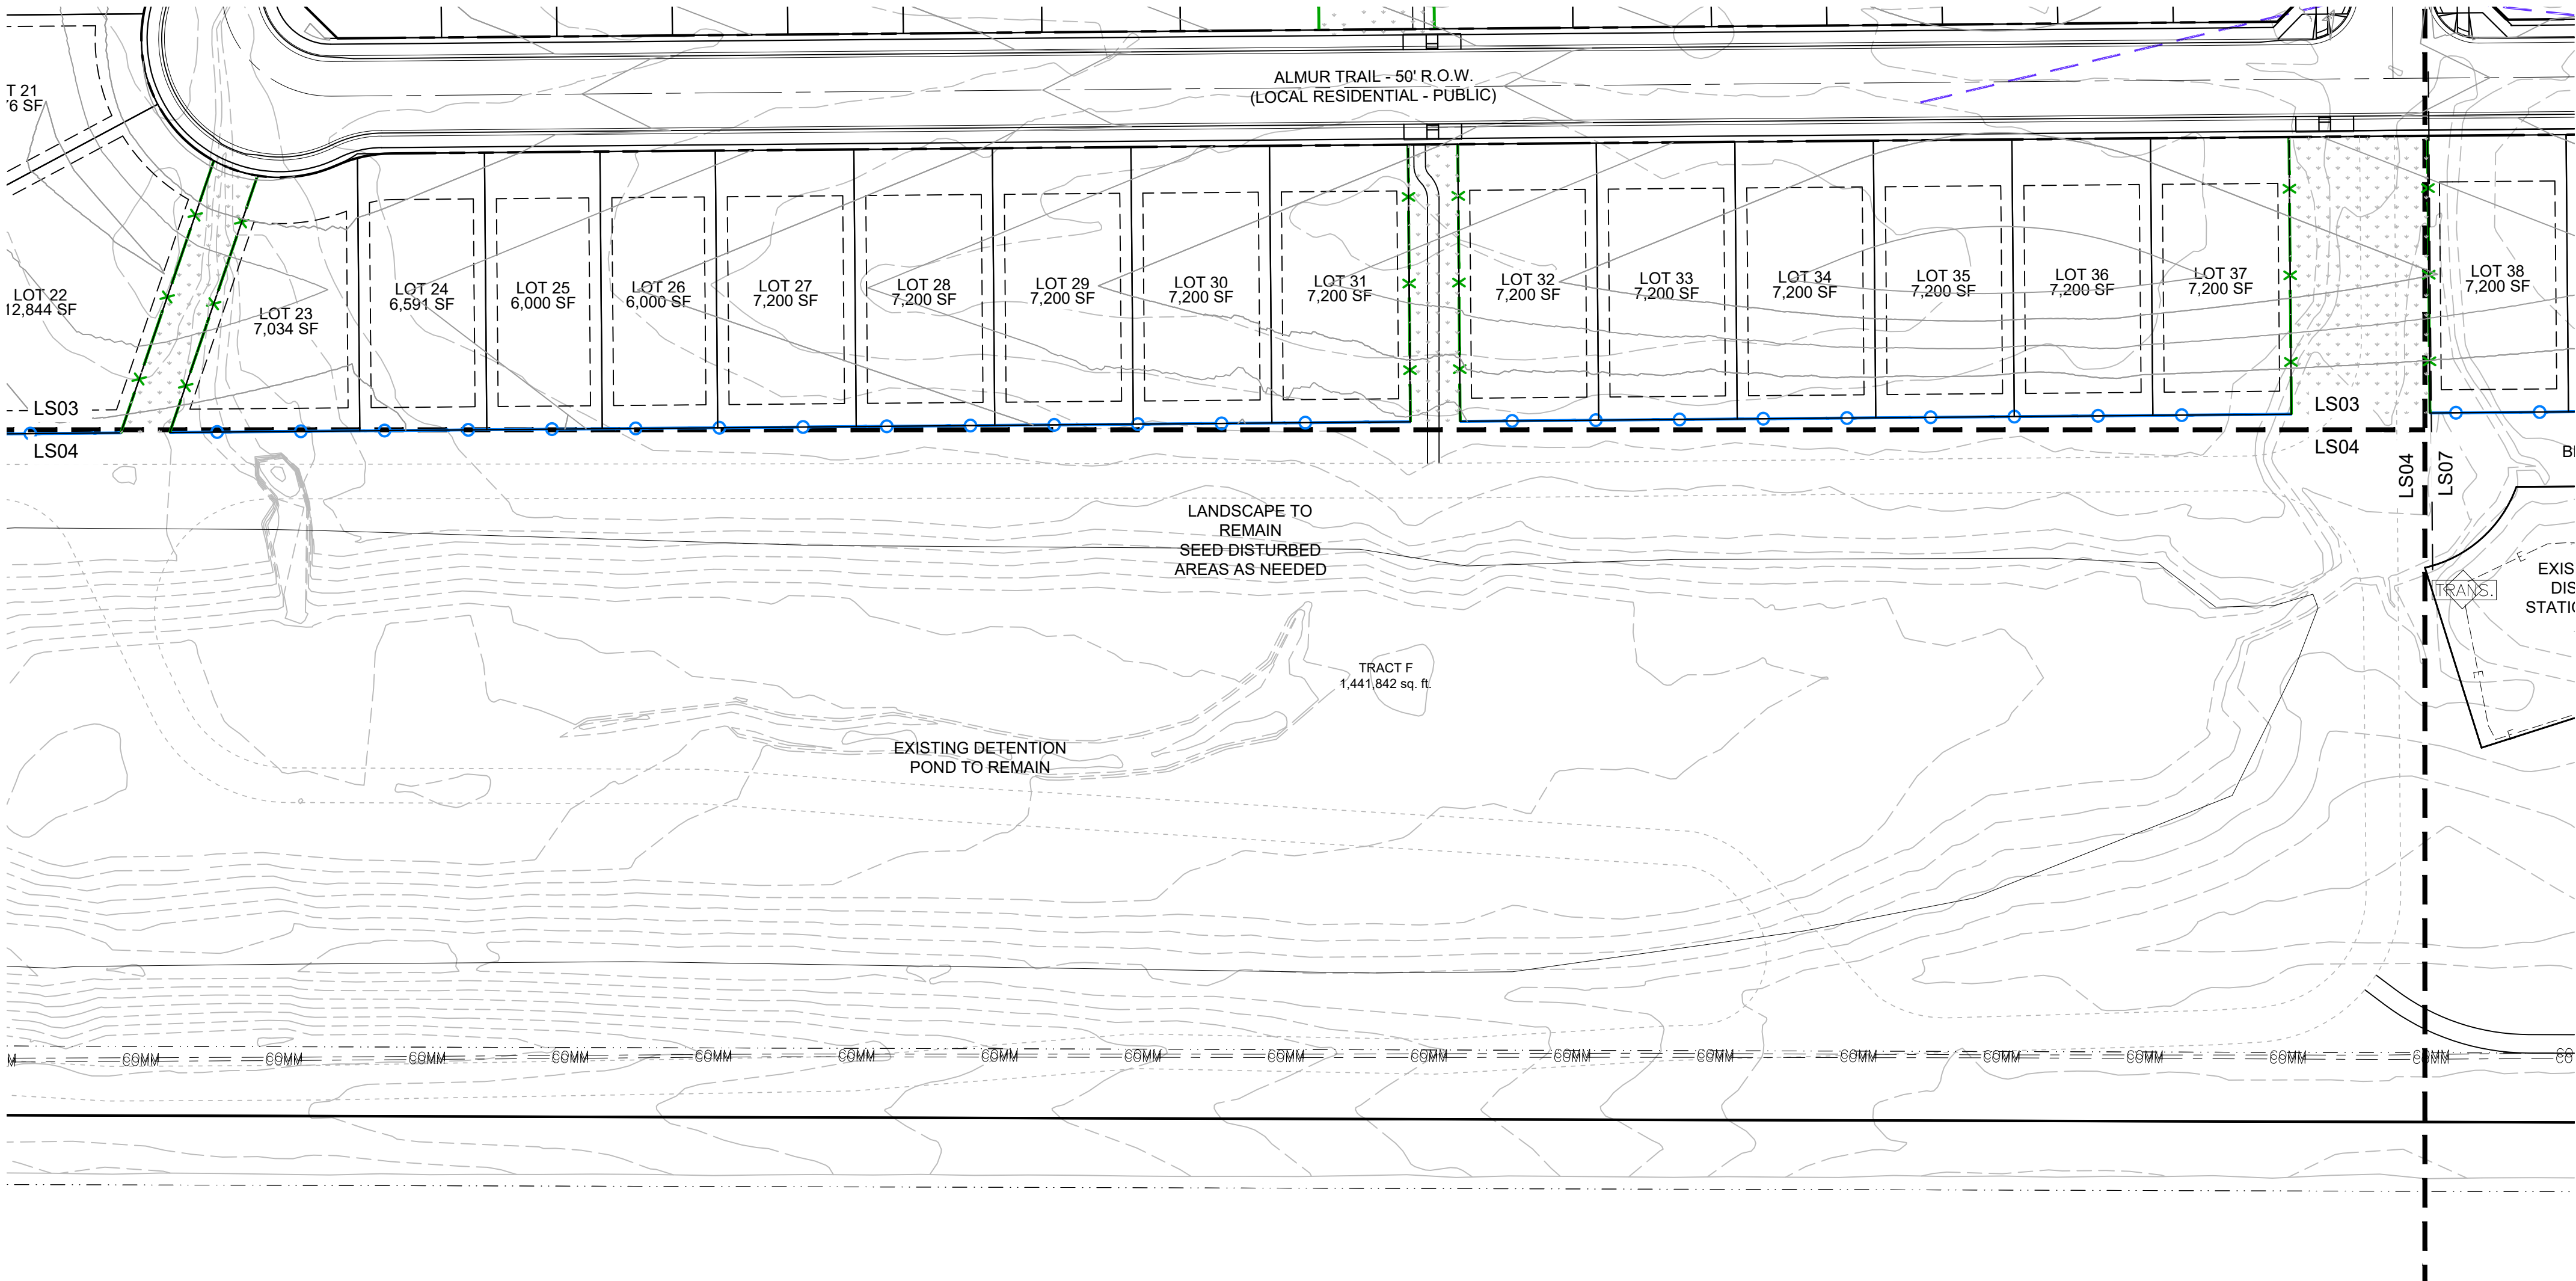 ALMUR TRAIL - 50' R.O.W.
(LOCAL RESIDENTIAL - PUBLIC)
T 21
'6 SF
LOT 22
12,844 SF
LOT 23
7,034 SF
LOT 24
6,591 SF
LOT 25
6,000 SF
LOT 26
6,000 SF
LOT 27
7,200 SF
LOT 28
7,200 SF
LOT 29
7,200 SF
LOT 30
7,200 SF
LOT 31
7,200 SF
LOT 32
7,200 SF
LOT 33
7,200 SF
LOT 34
7,200 SF
LOT 35
7,200 SF
LOT 36
7,200 SF
LOT 37
7,200 SF
LOT 38
7,200 SF
LS03
LS04
LS03
LS04
LS04
LS07
LANDSCAPE TO
REMAIN
SEED DISTURBED
AREAS AS NEEDED
TRANS.
E
E
E
EXIS
DIS
STATIO
TRACT F
1,441,842 sq. ft.
EXISTING DETENTION
POND TO REMAIN
M COMM COMM COMM COMM COMM COMM COMM COMM COMM COMM COMM COMM COMM COMM COMM COMM COMM CO